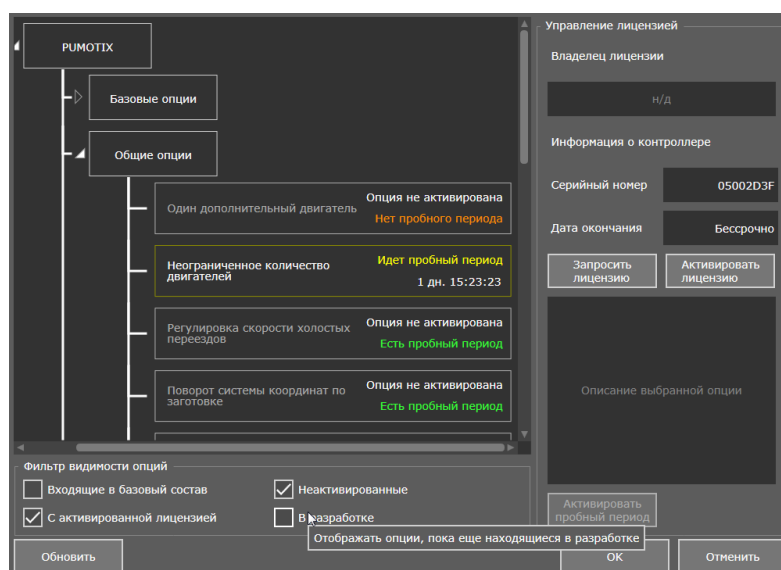 PUMOTIX
Базовые опции
Общие опции
Один дополнительный двигатель
Опция не активирована
Нет пробного периода
Неограниченное количество
двигателей
Идет пробный период
1 дн. 15:23:23
Регулировка скорости холостых
переездов
Опция не активирована
Есть пробный период
Поворот системы координат по
заготовке
Опция не активирована
Есть пробный период
Фильтр видимости опций
Входящие в базовый состав
Неактивированные
С активированной лицензией
В разработке
Отображать опции, пока еще находящиеся в разработке
Обновить
Управление лицензией
Владелец лицензии
н/д
Информация о контроллере
Серийный номер
05002D3F
Дата окончания
Бессрочно
Запросить
лицензию
Активировать
лицензию
Описание выбранной опции
Активировать
пробный период
ОК
Отменить